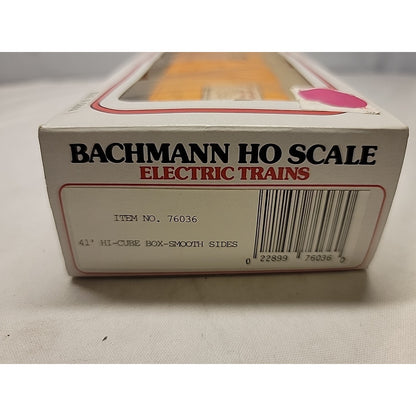 BACHMANN HO SCALE
ELECTRIC TRAINS
ITEM NO. 76036
41' HI-CUBE BOX-SMOOTH SIDES
0 22899 76036 0